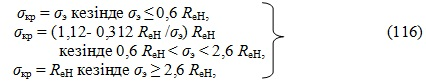 σкр = σэ кезінде σэ ≤ 0,6 ReH,
σкр = (1,12- 0,312 ReH /σэ) ReH (116)
кезінде 0,6 ReH < σэ < 2,6 ReH,
σкр = ReH кезінде σэ ≥ 2,6 ReH,